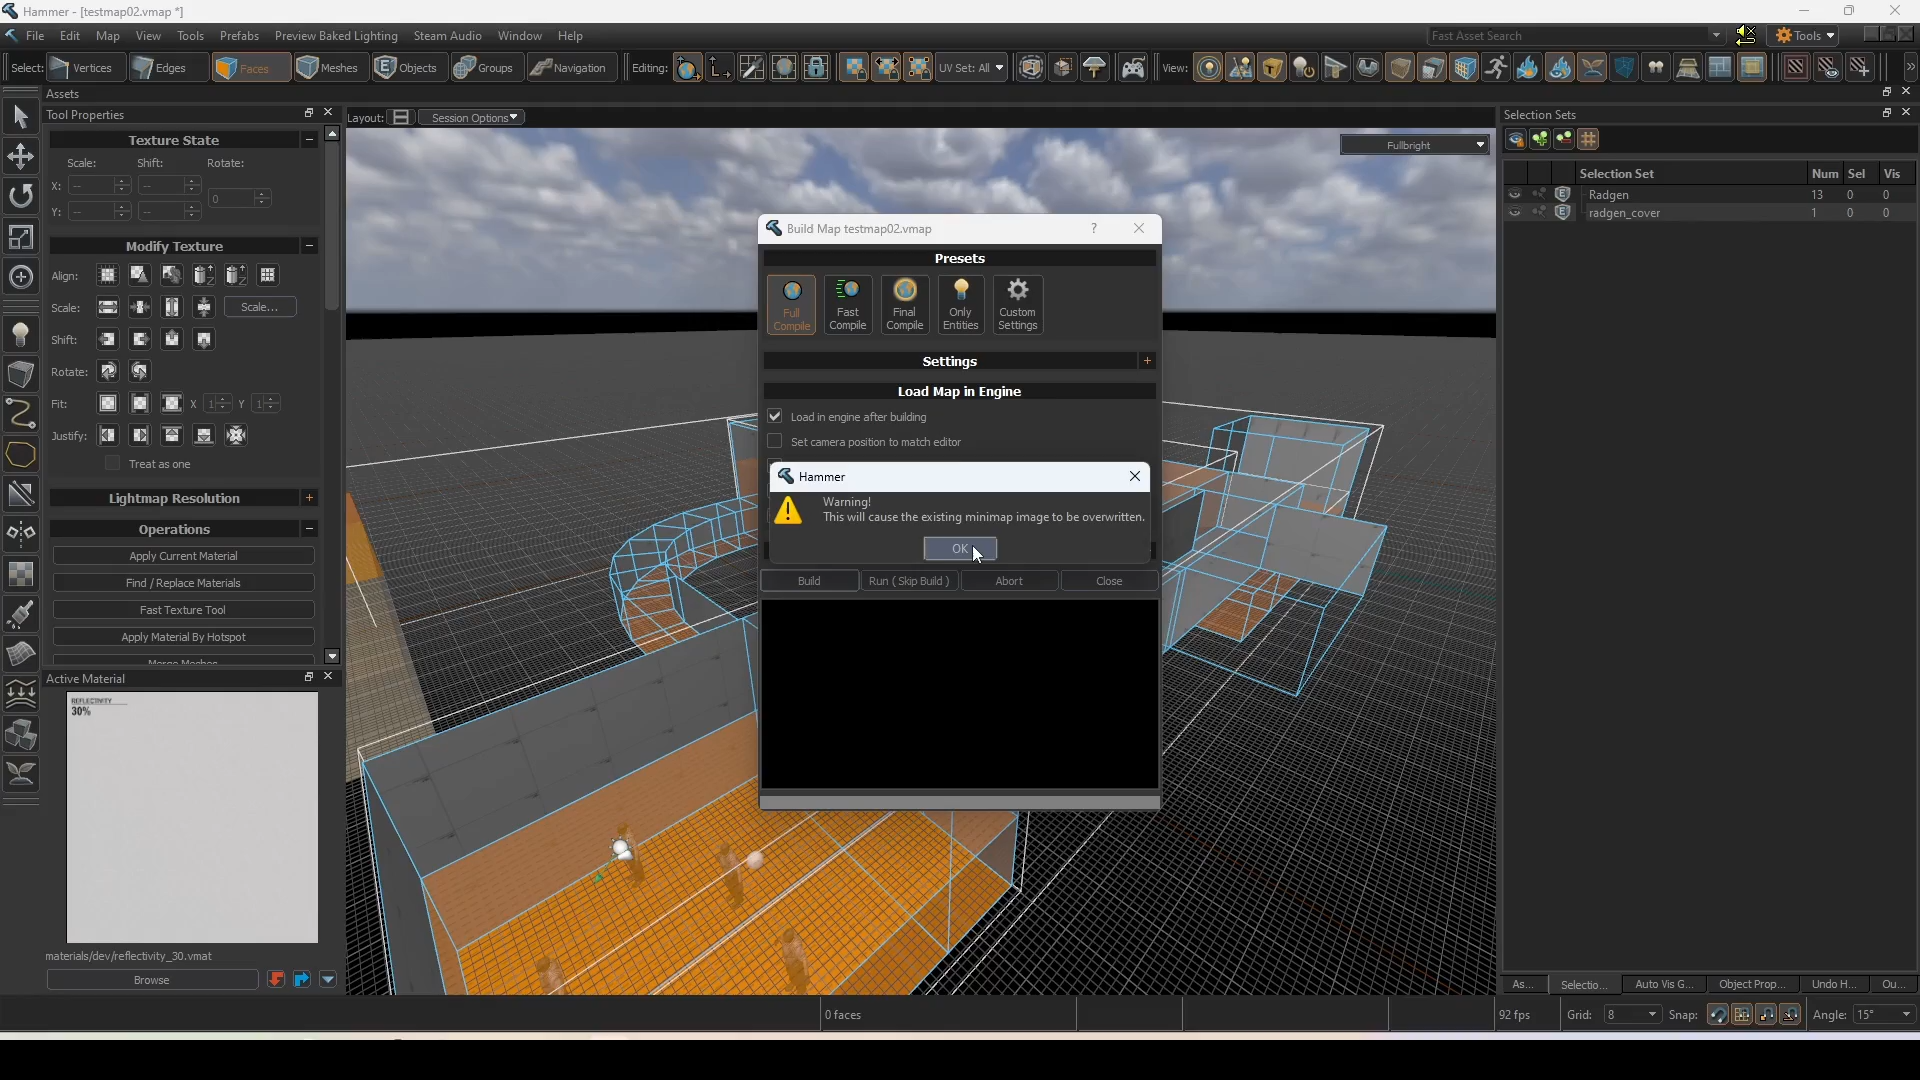 Hammer - [testmap02.vmap *]
File Edit Map View Tools Prefabs Preview Baked Lighting Steam Audio Window Help
Fast Asset Search
Tools
Select: Vertices Edges Faces Meshes Objects Groups Navigation Editing: UV Set: All View:
Assets
Tool Properties
Layout: Session Options
Selection Sets
Texture State
Fullbright
Scale: Shift: Rotate:
X: -- --
0
Y: -- --
Selection Set Num Sel Vis
Radgen 13 0 0
radgen_cover 1 0 0
Modify Texture
Align:
Scale: Scale...
Shift:
Rotate:
Fit: X 1 Y 1
Justify:
Treat as one
Lightmap Resolution
Operations
Apply Current Material
Find / Replace Materials
Fast Texture Tool
Apply Material By Hotspot
Merge Meshes
Active Material
REFLECTIVITY
30%
materials/dev/reflectivity_30.vmat
Browse
Build Map testmap02.vmap ?
Presets
Full Compile
Fast Compile
Final Compile
Only Entities
Custom Settings
Settings
Load Map in Engine
Load in engine after building
Set camera position to match editor
Hammer
Warning!
This will cause the existing minimap image to be overwritten.
OK
Build Run ( Skip Build ) Abort Close
As... Selectio... Auto Vis G... Object Prop... Undo H... Ou...
0 faces
92 fps Grid: 8 Snap: Angle: 15°